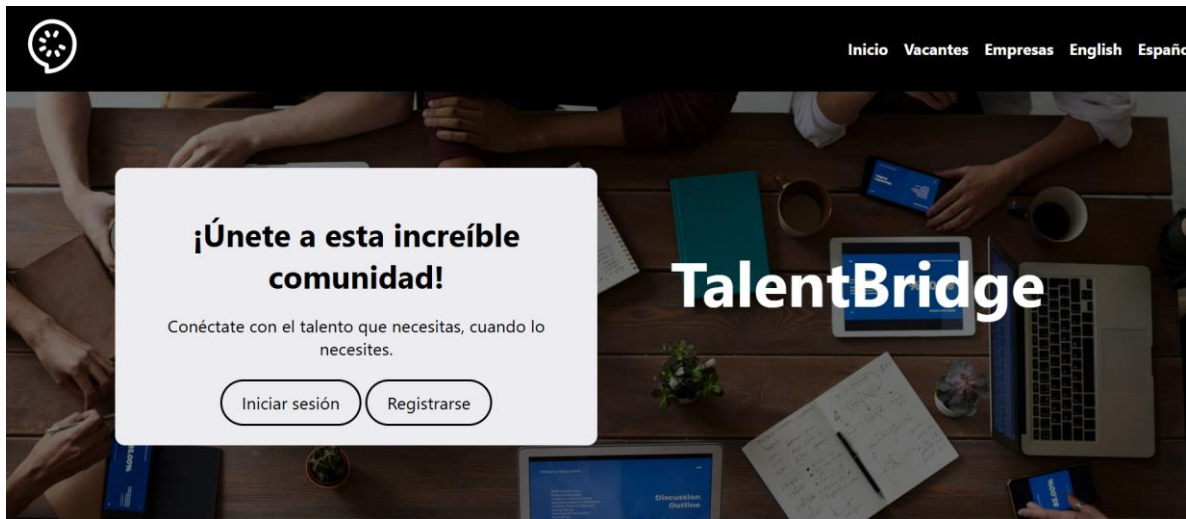 Inicio Vacantes Empresas English Españo
¡Únete a esta increíble
comunidad!
Conéctate con el talento que necesitas, cuando lo
necesites.
Iniciar sesión Registrarse
TalentBridge
Discussion
Outline